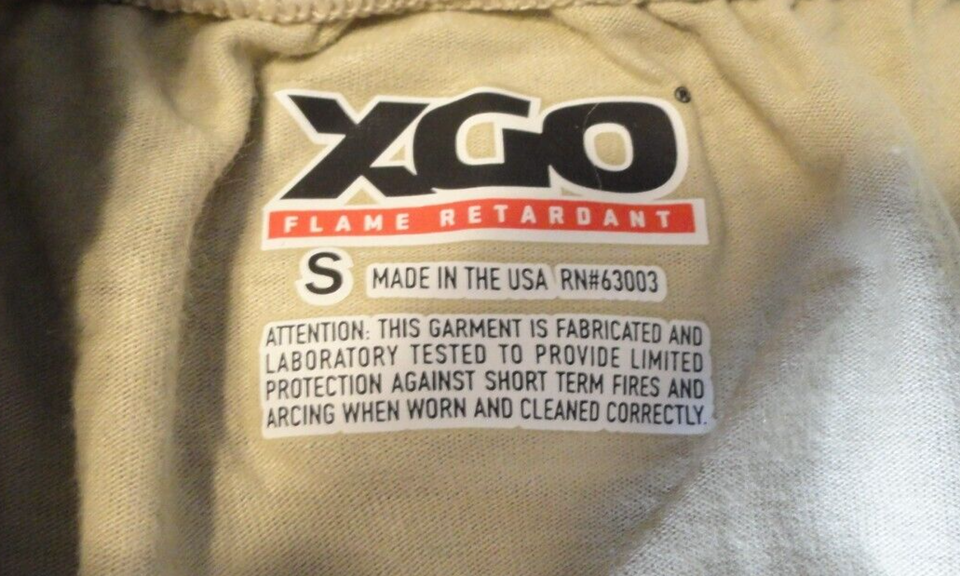 XGO®
FLAME RETARDANT
S MADE IN THE USA RN#63003
ATTENTION: THIS GARMENT IS FABRICATED AND
LABORATORY TESTED TO PROVIDE LIMITED
PROTECTION AGAINST SHORT TERM FIRES AND
ARCING WHEN WORN AND CLEANED CORRECTLY.